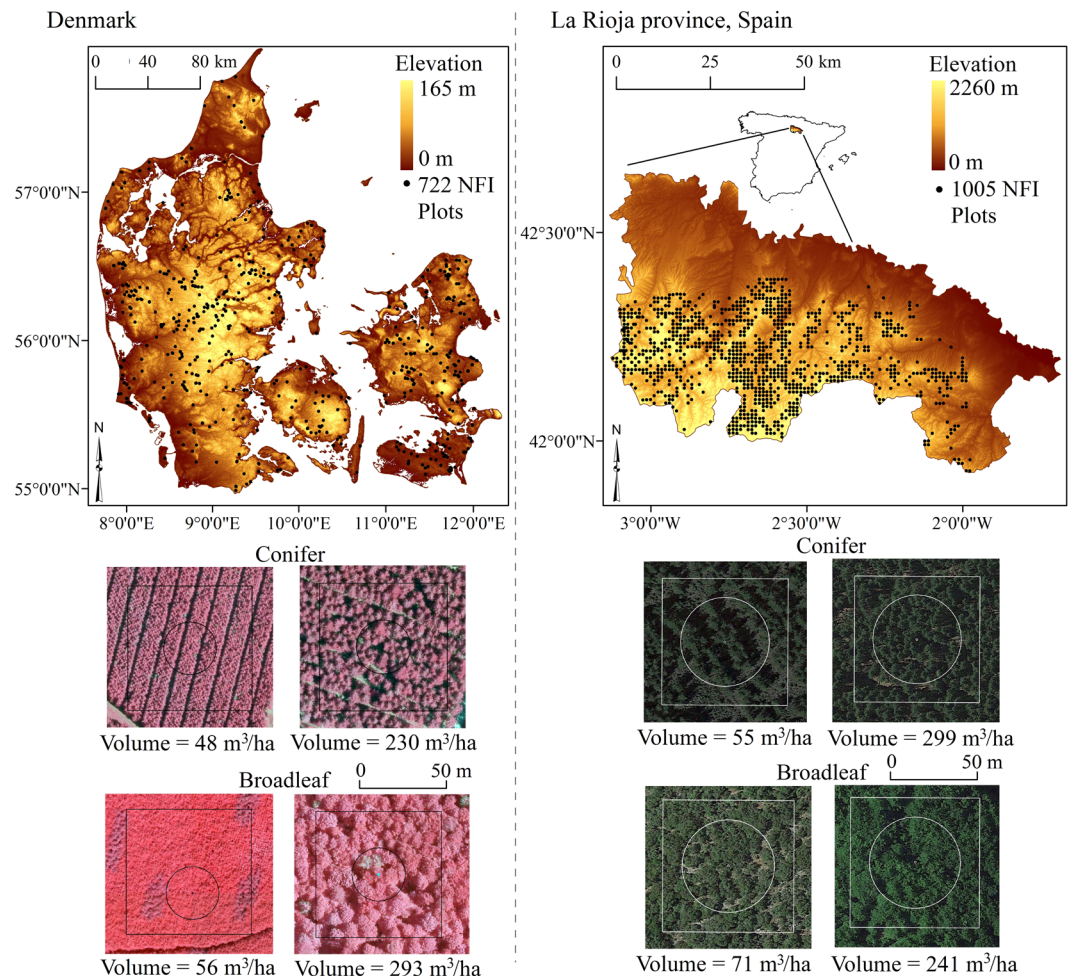 Denmark
0 40 80 km
Elevation
165 m
0 m
722 NFI
Plots
57°0'0"N
56°0'0"N
55°0'0"N
N
8°0'0"E 9°0'0"E 10°0'0"E 11°0'0"E 12°0'0"E
Conifer
Volume = 48 m³/ha Volume = 230 m³/ha
Broadleaf
0 50 m
Volume = 56 m³/ha Volume = 293 m³/ha
La Rioja province, Spain
0 25 50 km
Elevation
2260 m
0 m
1005 NFI
Plots
42°30'0"N
42°0'0"N
N
3°0'0"W 2°30'0"W 2°0'0"W
Conifer
Volume = 55 m³/ha Volume = 299 m³/ha
Broadleaf
0 50 m
Volume = 71 m³/ha Volume = 241 m³/ha